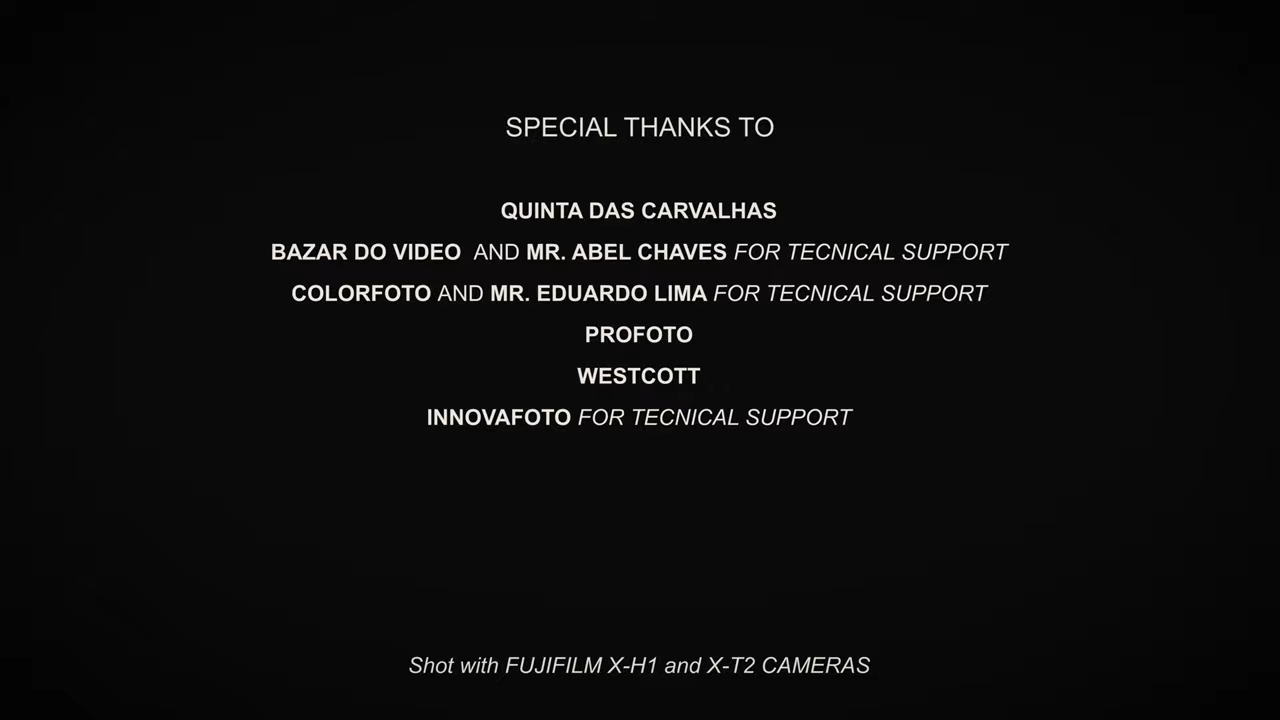 SPECIAL THANKS TO
QUINTA DAS CARVALHAS
BAZAR DO VIDEO AND MR. ABEL CHAVES FOR TECNICAL SUPPORT
COLORFOTO AND MR. EDUARDO LIMA FOR TECNICAL SUPPORT
PROFOTO
WESTCOTT
INNOVAFOTO FOR TECNICAL SUPPORT
Shot with FUJIFILM X-H1 and X-T2 CAMERAS